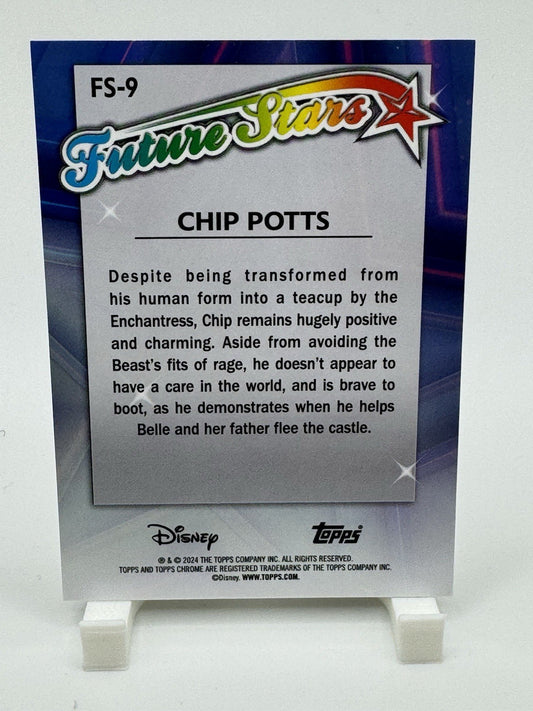 FS-9
Future Stars
CHIP POTTS
Despite being transformed from
his human form into a teacup by the
Enchantress, Chip remains hugely positive
and charming. Aside from avoiding the
Beast's fits of rage, he doesn't appear to
have a care in the world, and is brave to
boot, as he demonstrates when he helps
Belle and her father flee the castle.
Disney topps
® & © 2024 THE TOPPS COMPANY INC. ALL RIGHTS RESERVED.
TOPPS AND TOPPS CHROME ARE REGISTERED TRADEMARKS OF THE TOPPS COMPANY INC.
©Disney. WWW.TOPPS.COM.